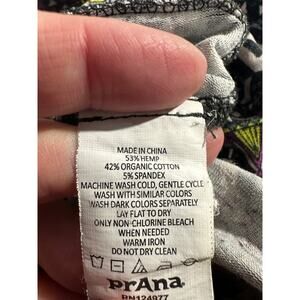 MADE IN CHINA
53% HEMP
42% ORGANIC COTTON
5% SPANDEX
MACHINE WASH COLD, GENTLE CYCLE
WASH WITH SIMILAR COLORS
WASH DARK COLORS SEPARATELY
LAY FLAT TO DRY
ONLY NON-CHLORINE BLEACH
WHEN NEEDED
WARM IRON
DO NOT DRY CLEAN
prAna
RN124977